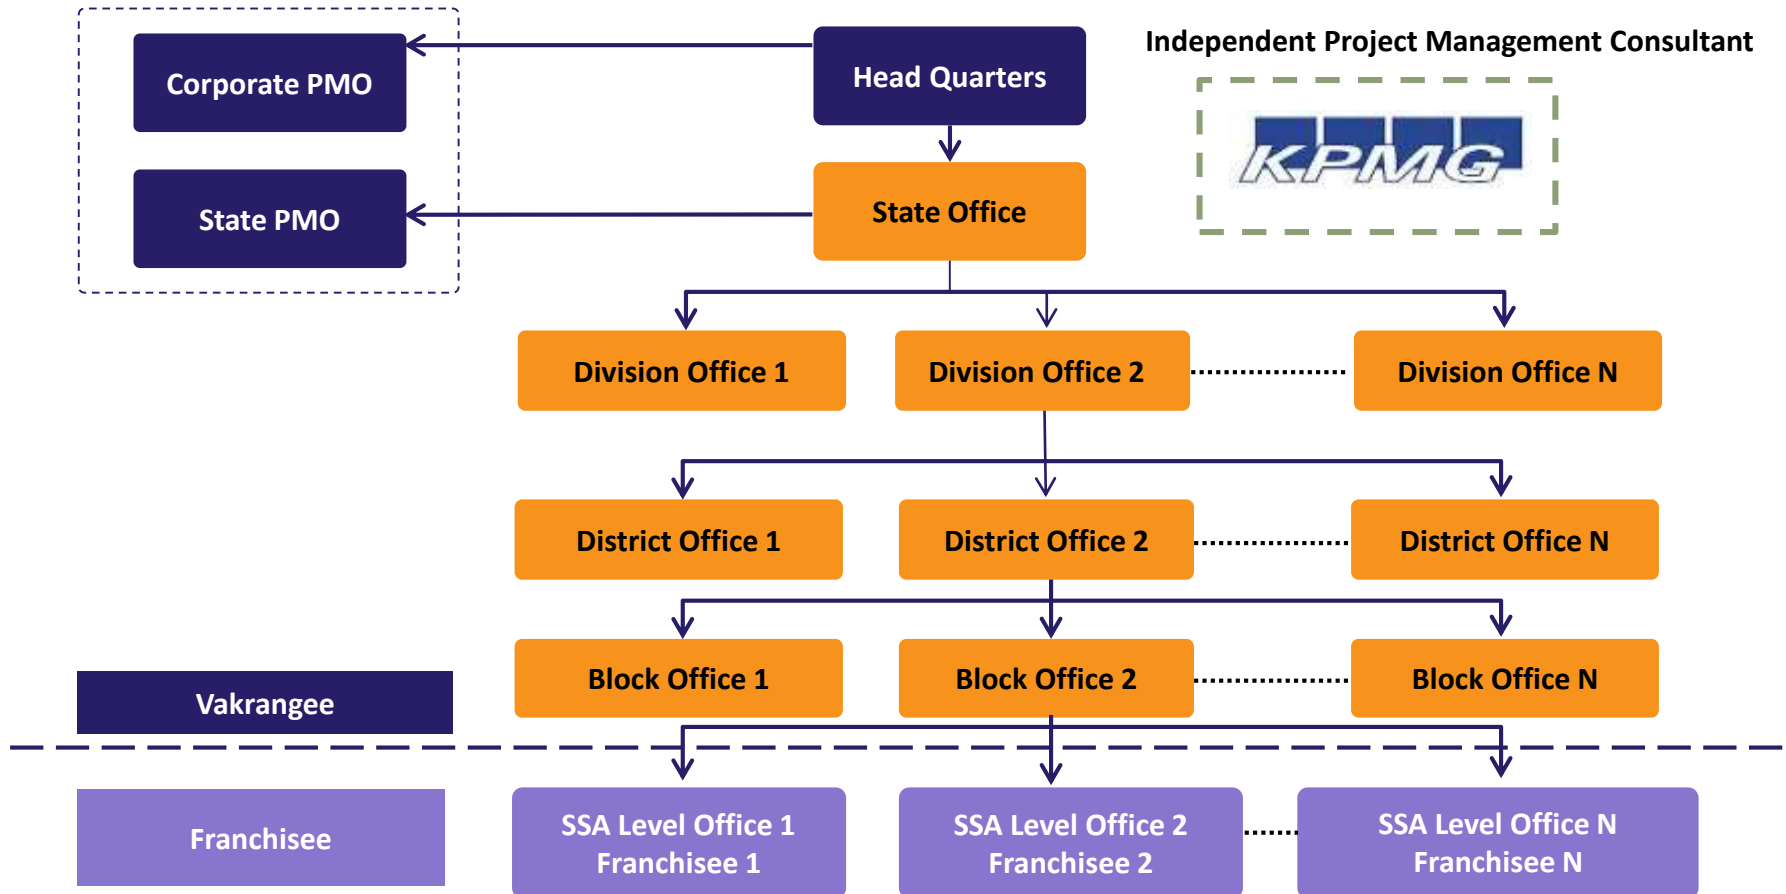 Independent Project Management Consultant
Corporate PMO
Head Quarters
KPMG
State PMO
State Office
Division Office 1
Division Office 2
Division Office N
District Office 1
District Office 2
District Office N
Block Office 1
Block Office 2
Block Office N
Vakrangee
Franchisee
SSA Level Office 1
Franchisee 1
SSA Level Office 2
Franchisee 2
SSA Level Office N
Franchisee N